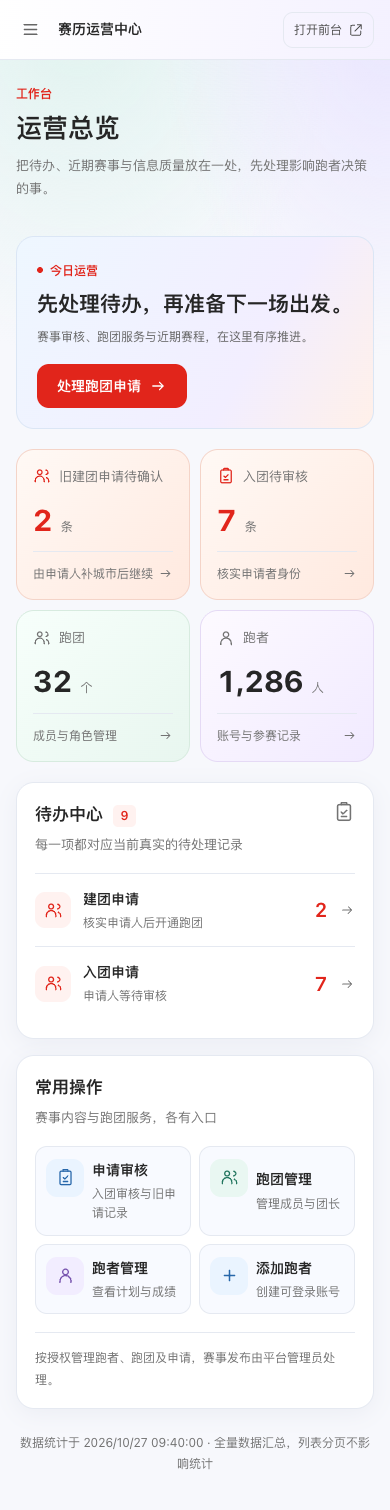 赛历运营中心
打开前台
工作台
运营总览
把待办、近期赛事与信息质量放在一处，先处理影响跑者决策
的事。
今日运营
先处理待办，再准备下一场出发。
赛事审核、跑团服务与近期赛程，在这里有序推进。
处理跑团申请 →
旧建团申请待确认
2 条
由申请人补城市后继续 →
入团待审核
7 条
核实申请者身份 →
跑团
32 个
成员与角色管理 →
跑者
1,286 人
账号与参赛记录 →
待办中心 9
每一项都对应当前真实的待处理记录
建团申请
核实申请人后开通跑团
2 →
入团申请
申请人等待审核
7 →
常用操作
赛事内容与跑团服务，各有入口
申请审核
入团审核与旧申
请记录
跑团管理
管理成员与团长
跑者管理
查看计划与成绩
添加跑者
创建可登录账号
按授权管理跑者、跑团及申请，赛事发布由平台管理员处
理。
数据统计于 2026/10/27 09:40:00 · 全量数据汇总，列表分页不影
响统计